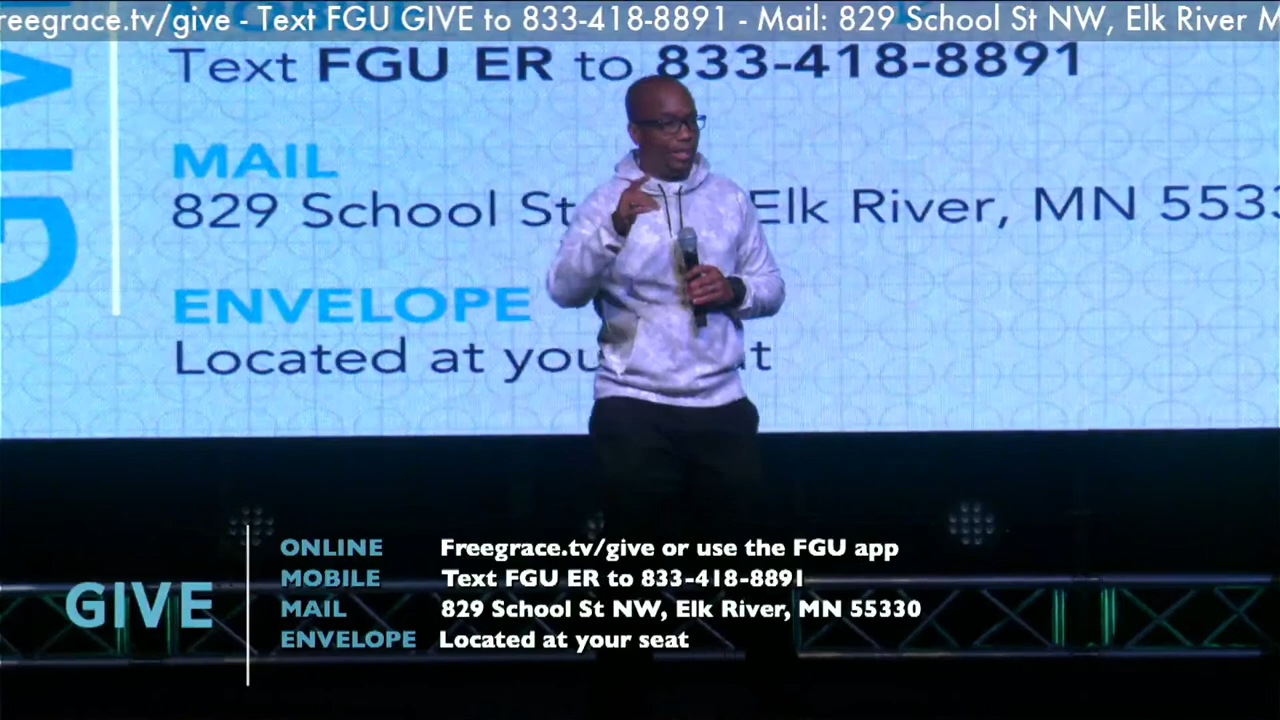 reegrace.tv/give - Text FGU GIVE to 833-418-8891 - Mail: 829 School St NW, Elk River M
GIV
Text FGU ER to 833-418-8891
MAIL
829 School St Elk River, MN 553
ENVELOPE
Located at you t
GIVE
ONLINE Freegrace.tv/give or use the FGU app
MOBILE Text FGU ER to 833-418-8891
MAIL 829 School St NW, Elk River, MN 55330
ENVELOPE Located at your seat